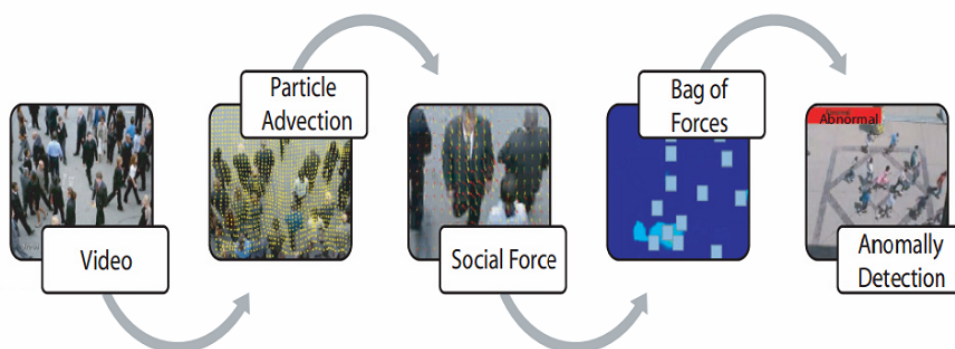 Video
Particle
Advection
Social Force
Bag of
Forces
Abnormal
Anomally
Detection